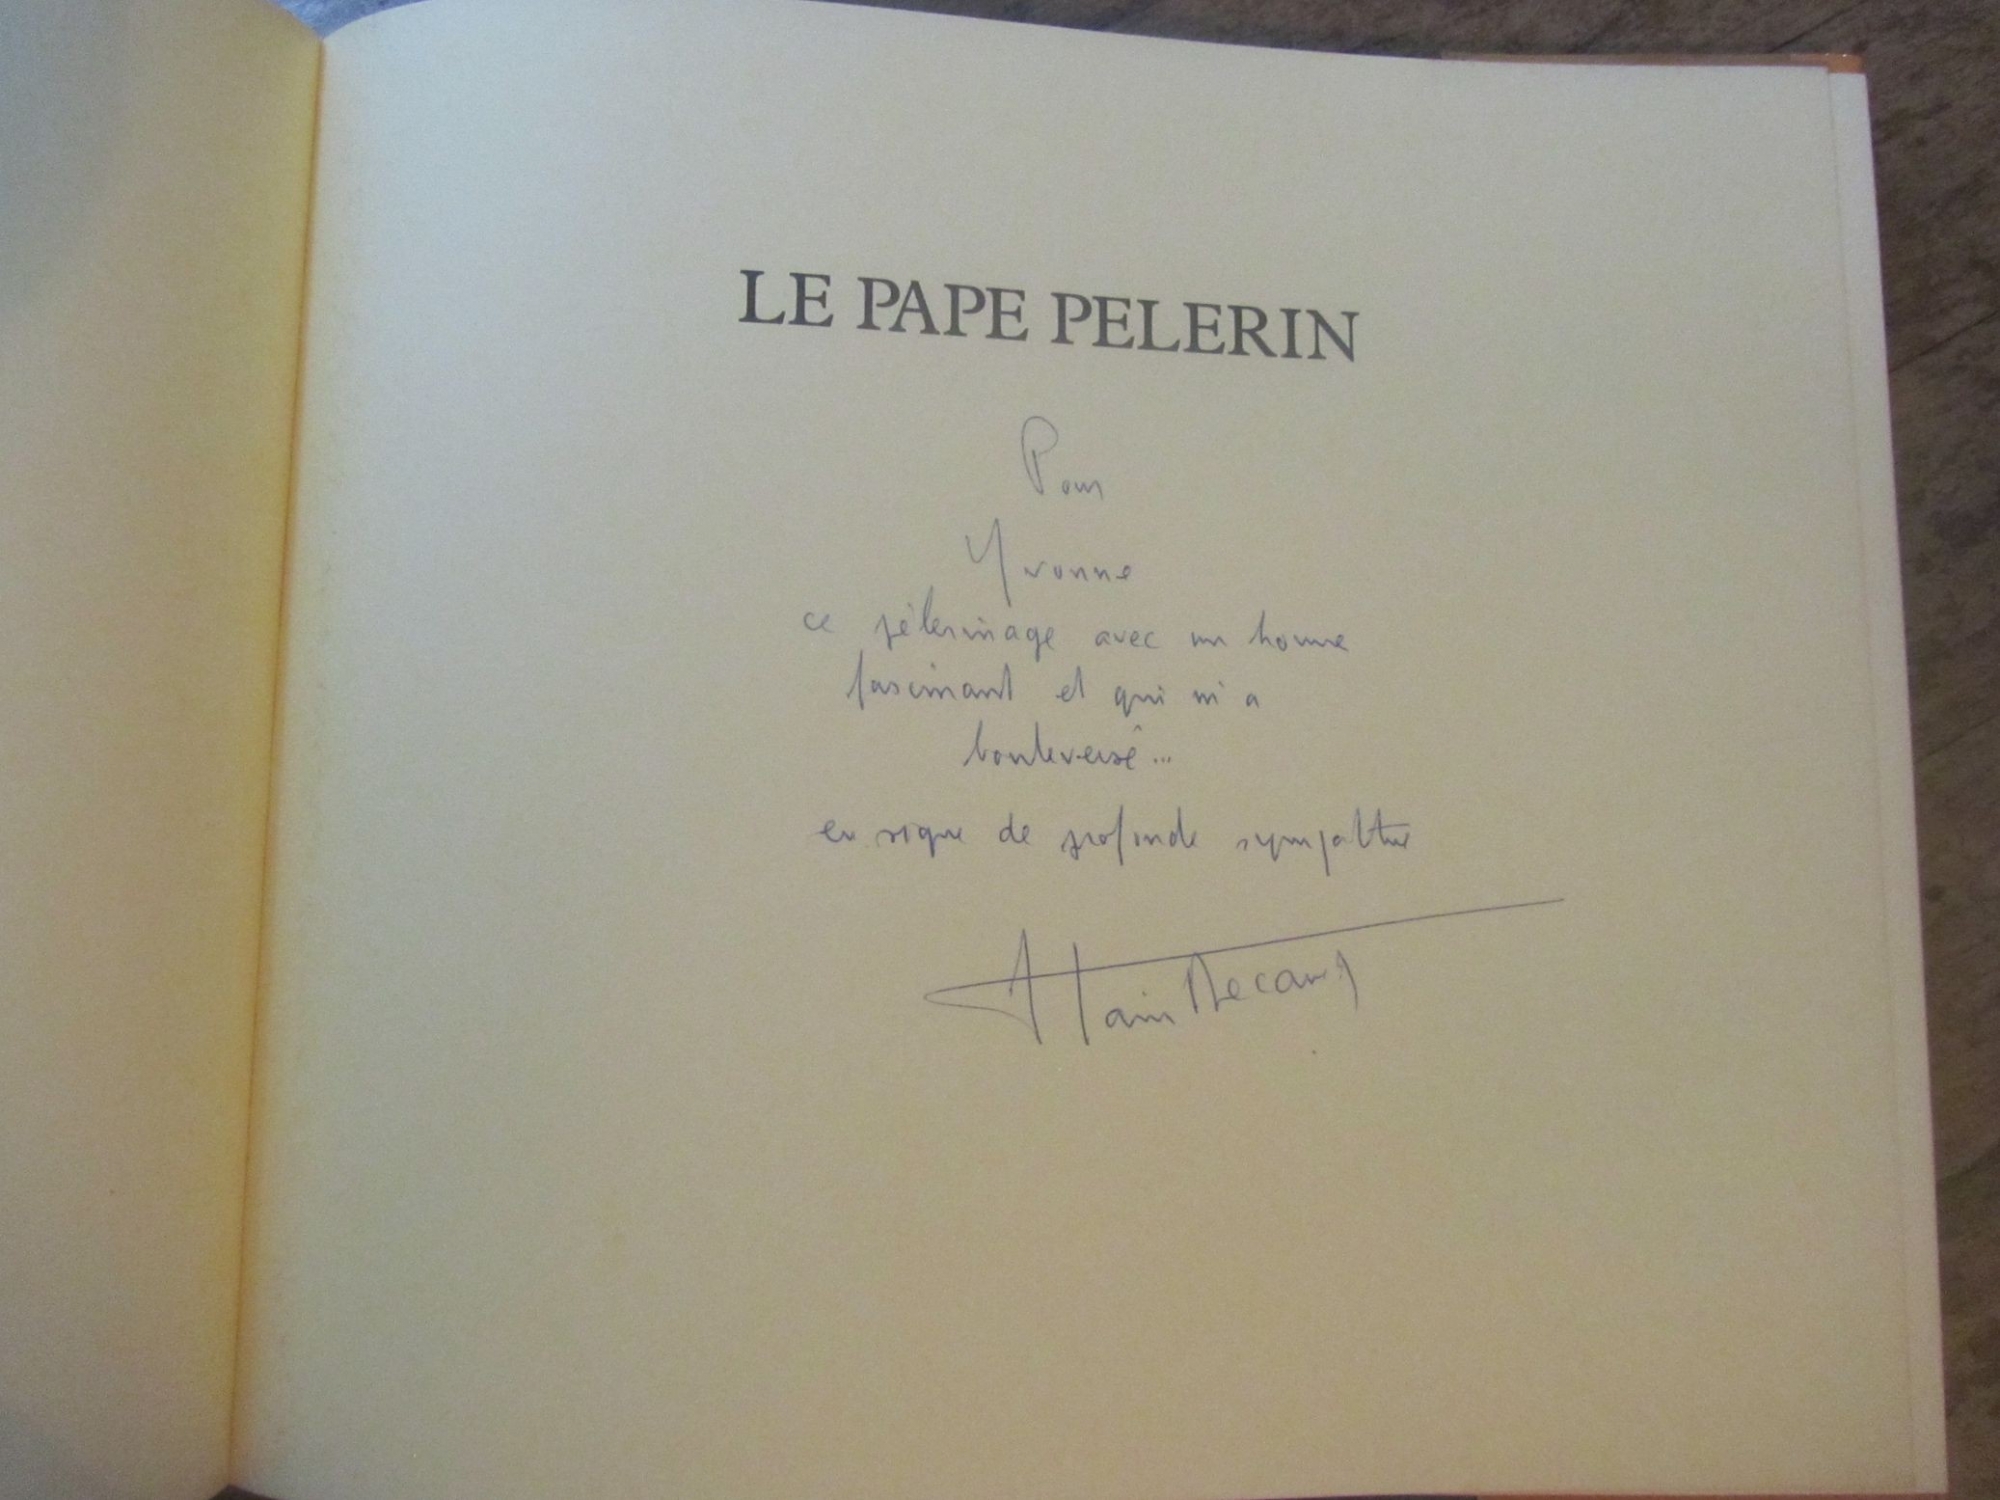 LE PAPE PELERIN
Pour
Yvonne
ce pèlerinage avec un homme
fascinant et qui m'a
bouleversé...
en signe de profonde sympathie
Alain Decaux